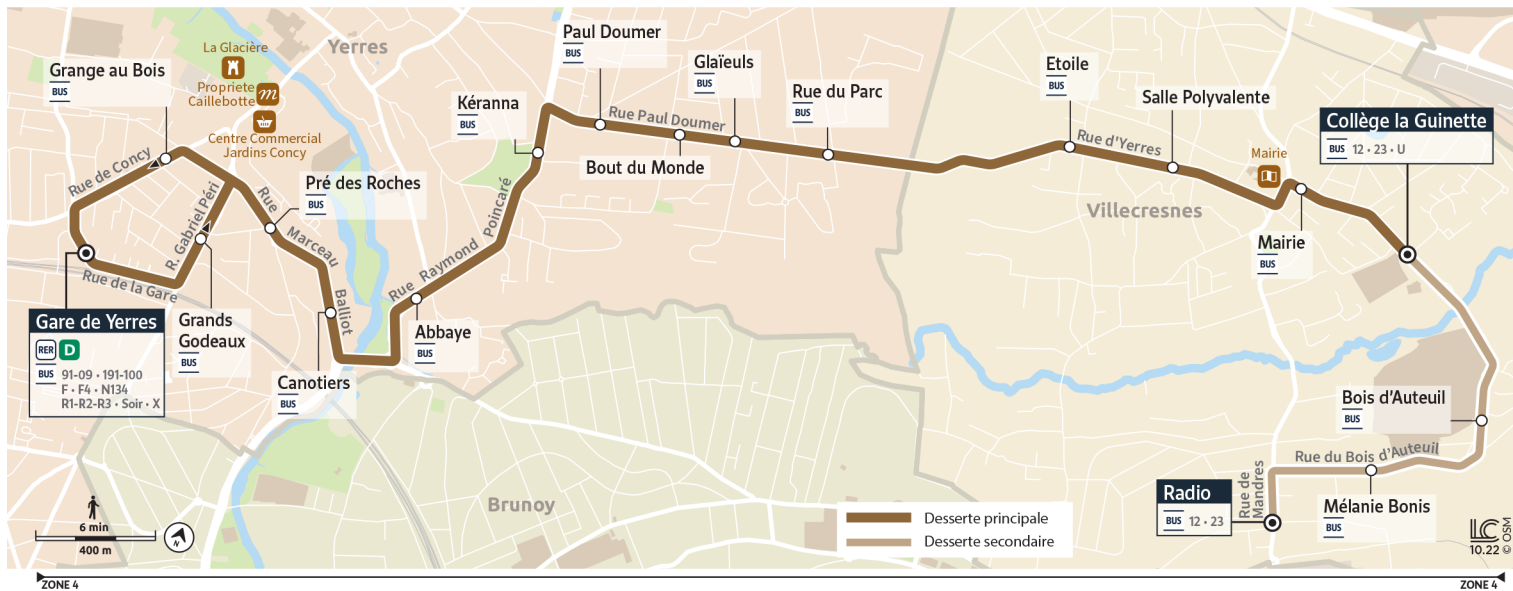 La Glacière
Yerres
Grange au Bois
BUS
Propriete
Caillebotte
m
Centre Commercial
Jardins Concy
Paul Doumer
BUS
Glaïeuls
BUS
Kéranna
BUS
Rue du Parc
BUS
Etoile
BUS
Salle Polyvalente
Collège la Guinette
BUS 12 • 23 • U
Rue Paul Doumer
Bout du Monde
Rue d'Yerres
Mairie
Rue de Concy
R. Gabriel Péri
Rue Marceau
Pré des Roches
BUS
Villecresnes
Mairie
BUS
Rue de la Gare
Balliot
Rue Raymond Poincaré
Gare de Yerres
RER D
BUS 91-09 • 191-100
F • F4 • N134
R1-R2-R3 • Soir • X
Grands
Godeaux
BUS
Abbaye
BUS
Canotiers
BUS
Bois d'Auteuil
BUS
Rue du Bois d'Auteuil
Rue de
Mandres
Radio
BUS 12 • 23
Mélanie Bonis
BUS
Brunoy
Desserte principale
Desserte secondaire
6 min
400 m
N
LC
10.22 © OSM
ZONE 4
ZONE 4